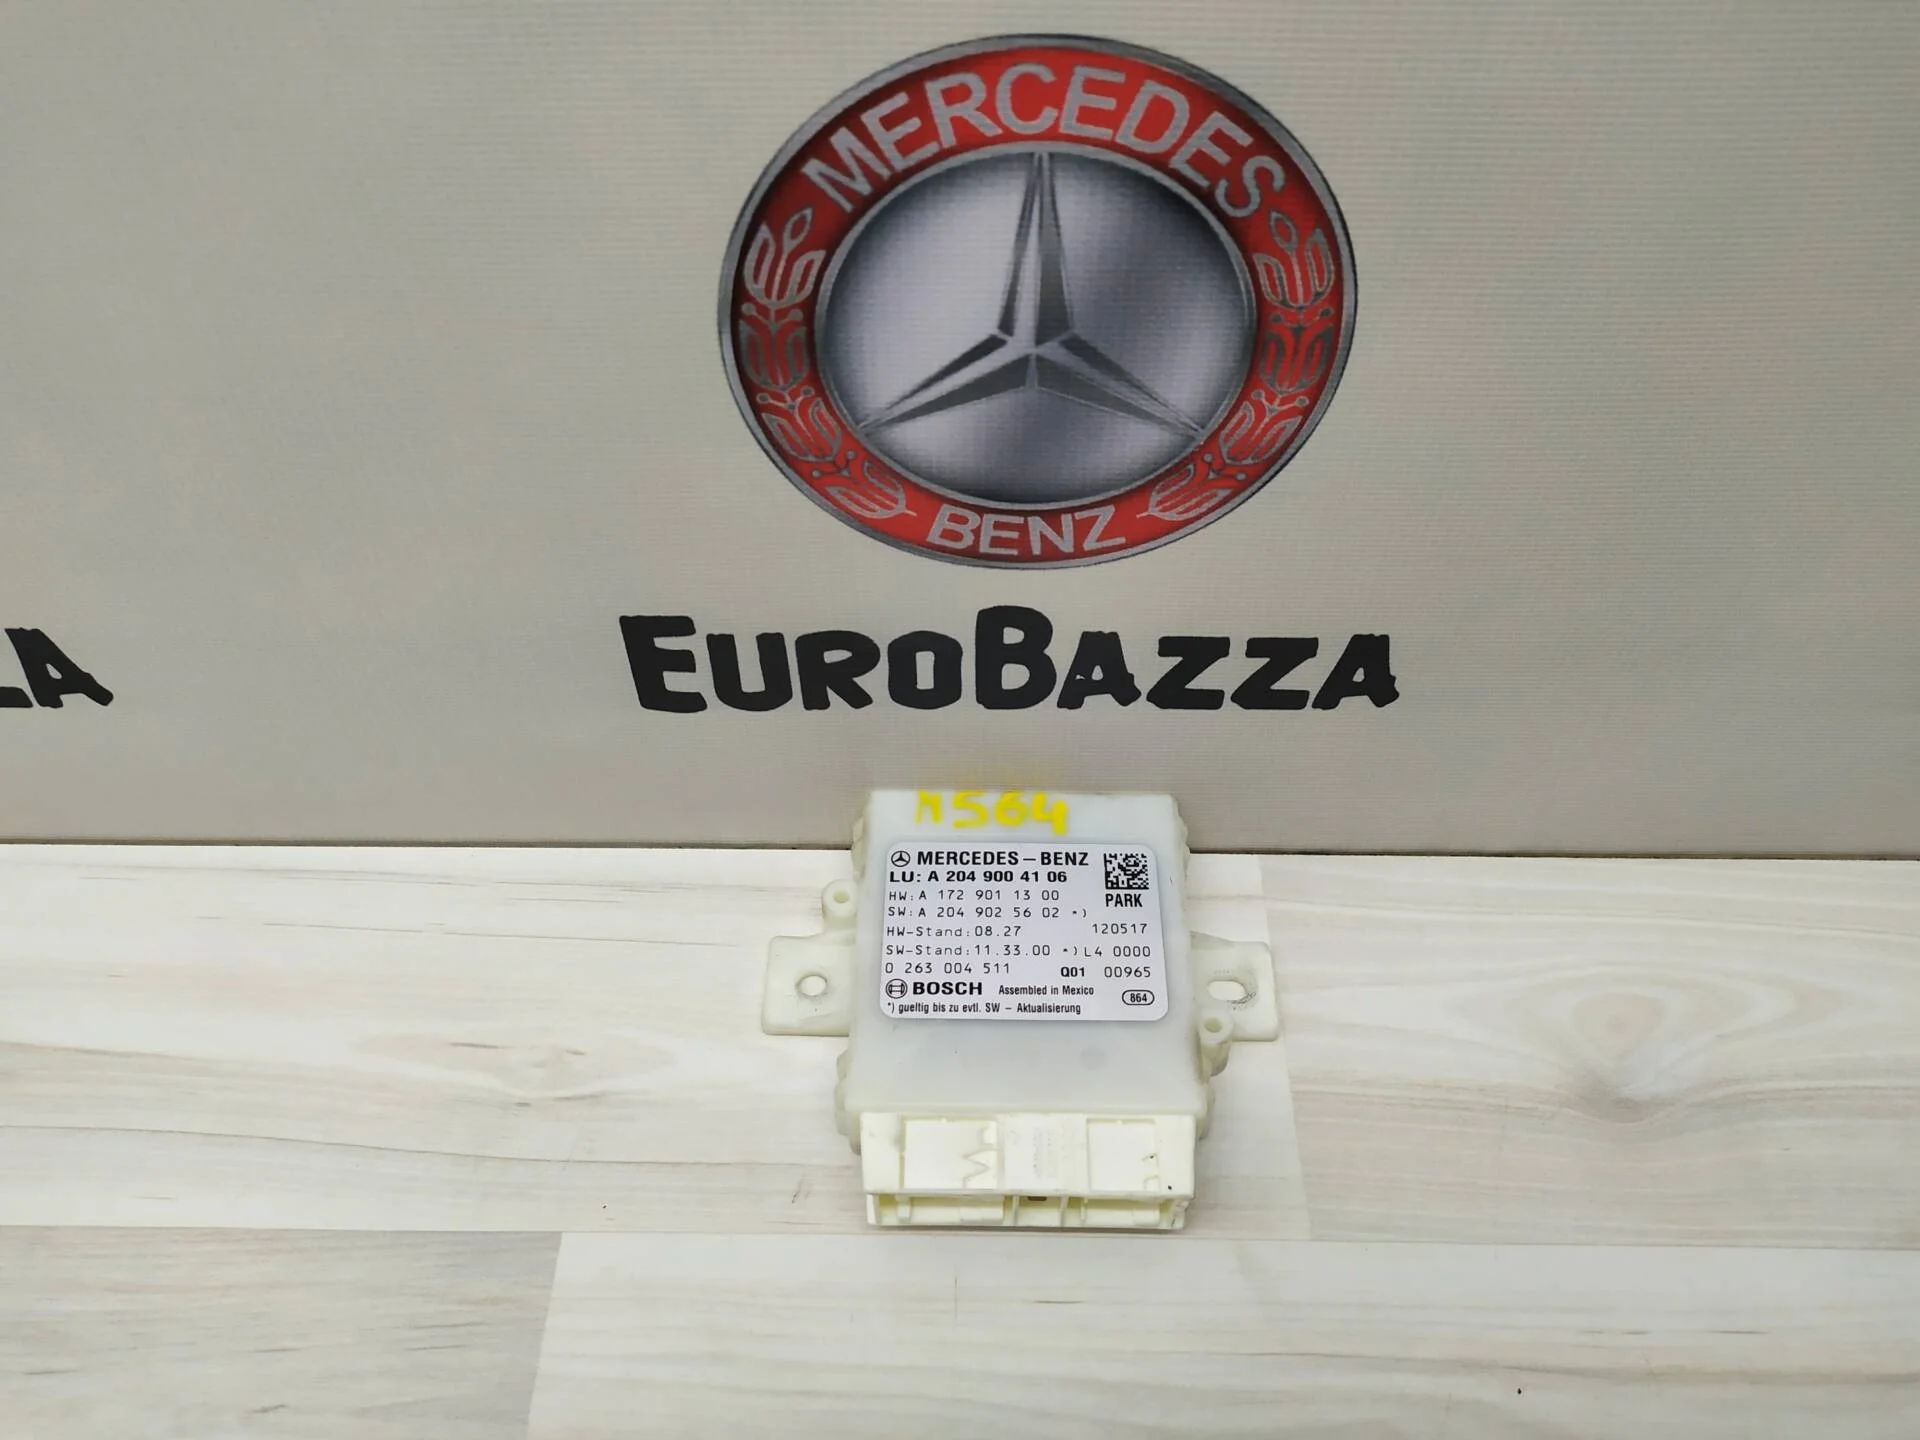 MERCEDES
BENZ
EUROBAZZA
LA
M564
MERCEDES-BENZ
LU: A 204 900 41 06
HW: A 172 901 13 00
PARK
SW: A 204 902 56 02 *)
HW-Stand: 08.27 120517
SW-Stand: 11.33.00 *) L4 0000
0 263 004 511 Q01 00965
BOSCH Assembled in Mexico 864
*) gueltig bis zu evtl. SW - Aktualisierung